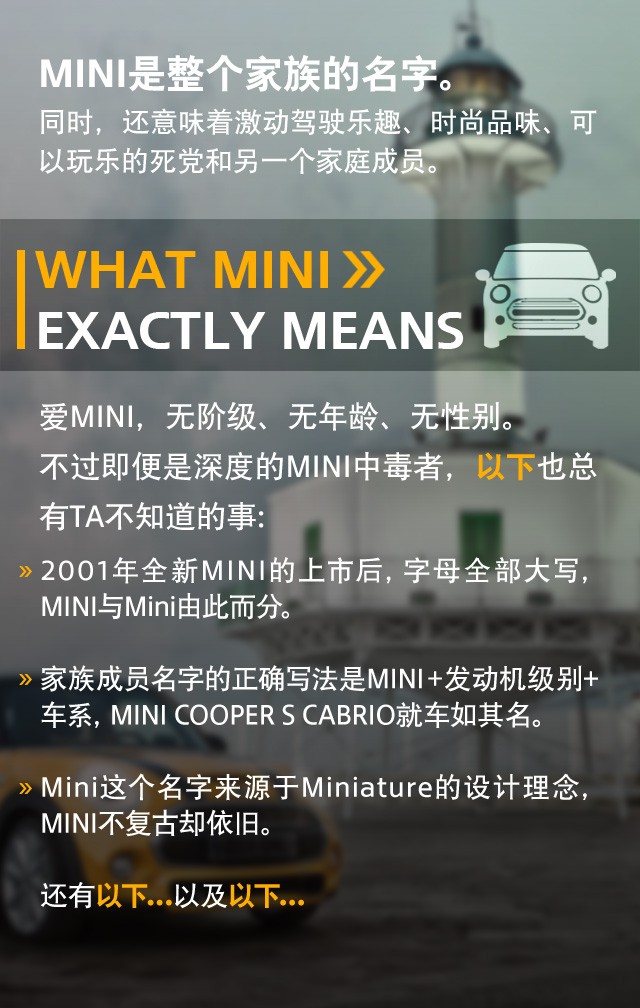 MINI是整个家族的名字。
同时，还意味着激动驾驶乐趣、时尚品味、可
以玩乐的死党和另一个家庭成员。
WHAT MINI »
EXACTLY MEANS
爱MINI，无阶级、无年龄、无性别。
不过即便是深度的MINI中毒者，以下也总
有TA不知道的事:
» 2001年全新MINI的上市后, 字母全部大写,
MINI与Mini由此而分。
» 家族成员名字的正确写法是MINI+发动机级别+
车系, MINI COOPER S CABRIO就车如其名。
» Mini这个名字来源于Miniature的设计理念,
MINI不复古却依旧。
还有以下...以及以下...